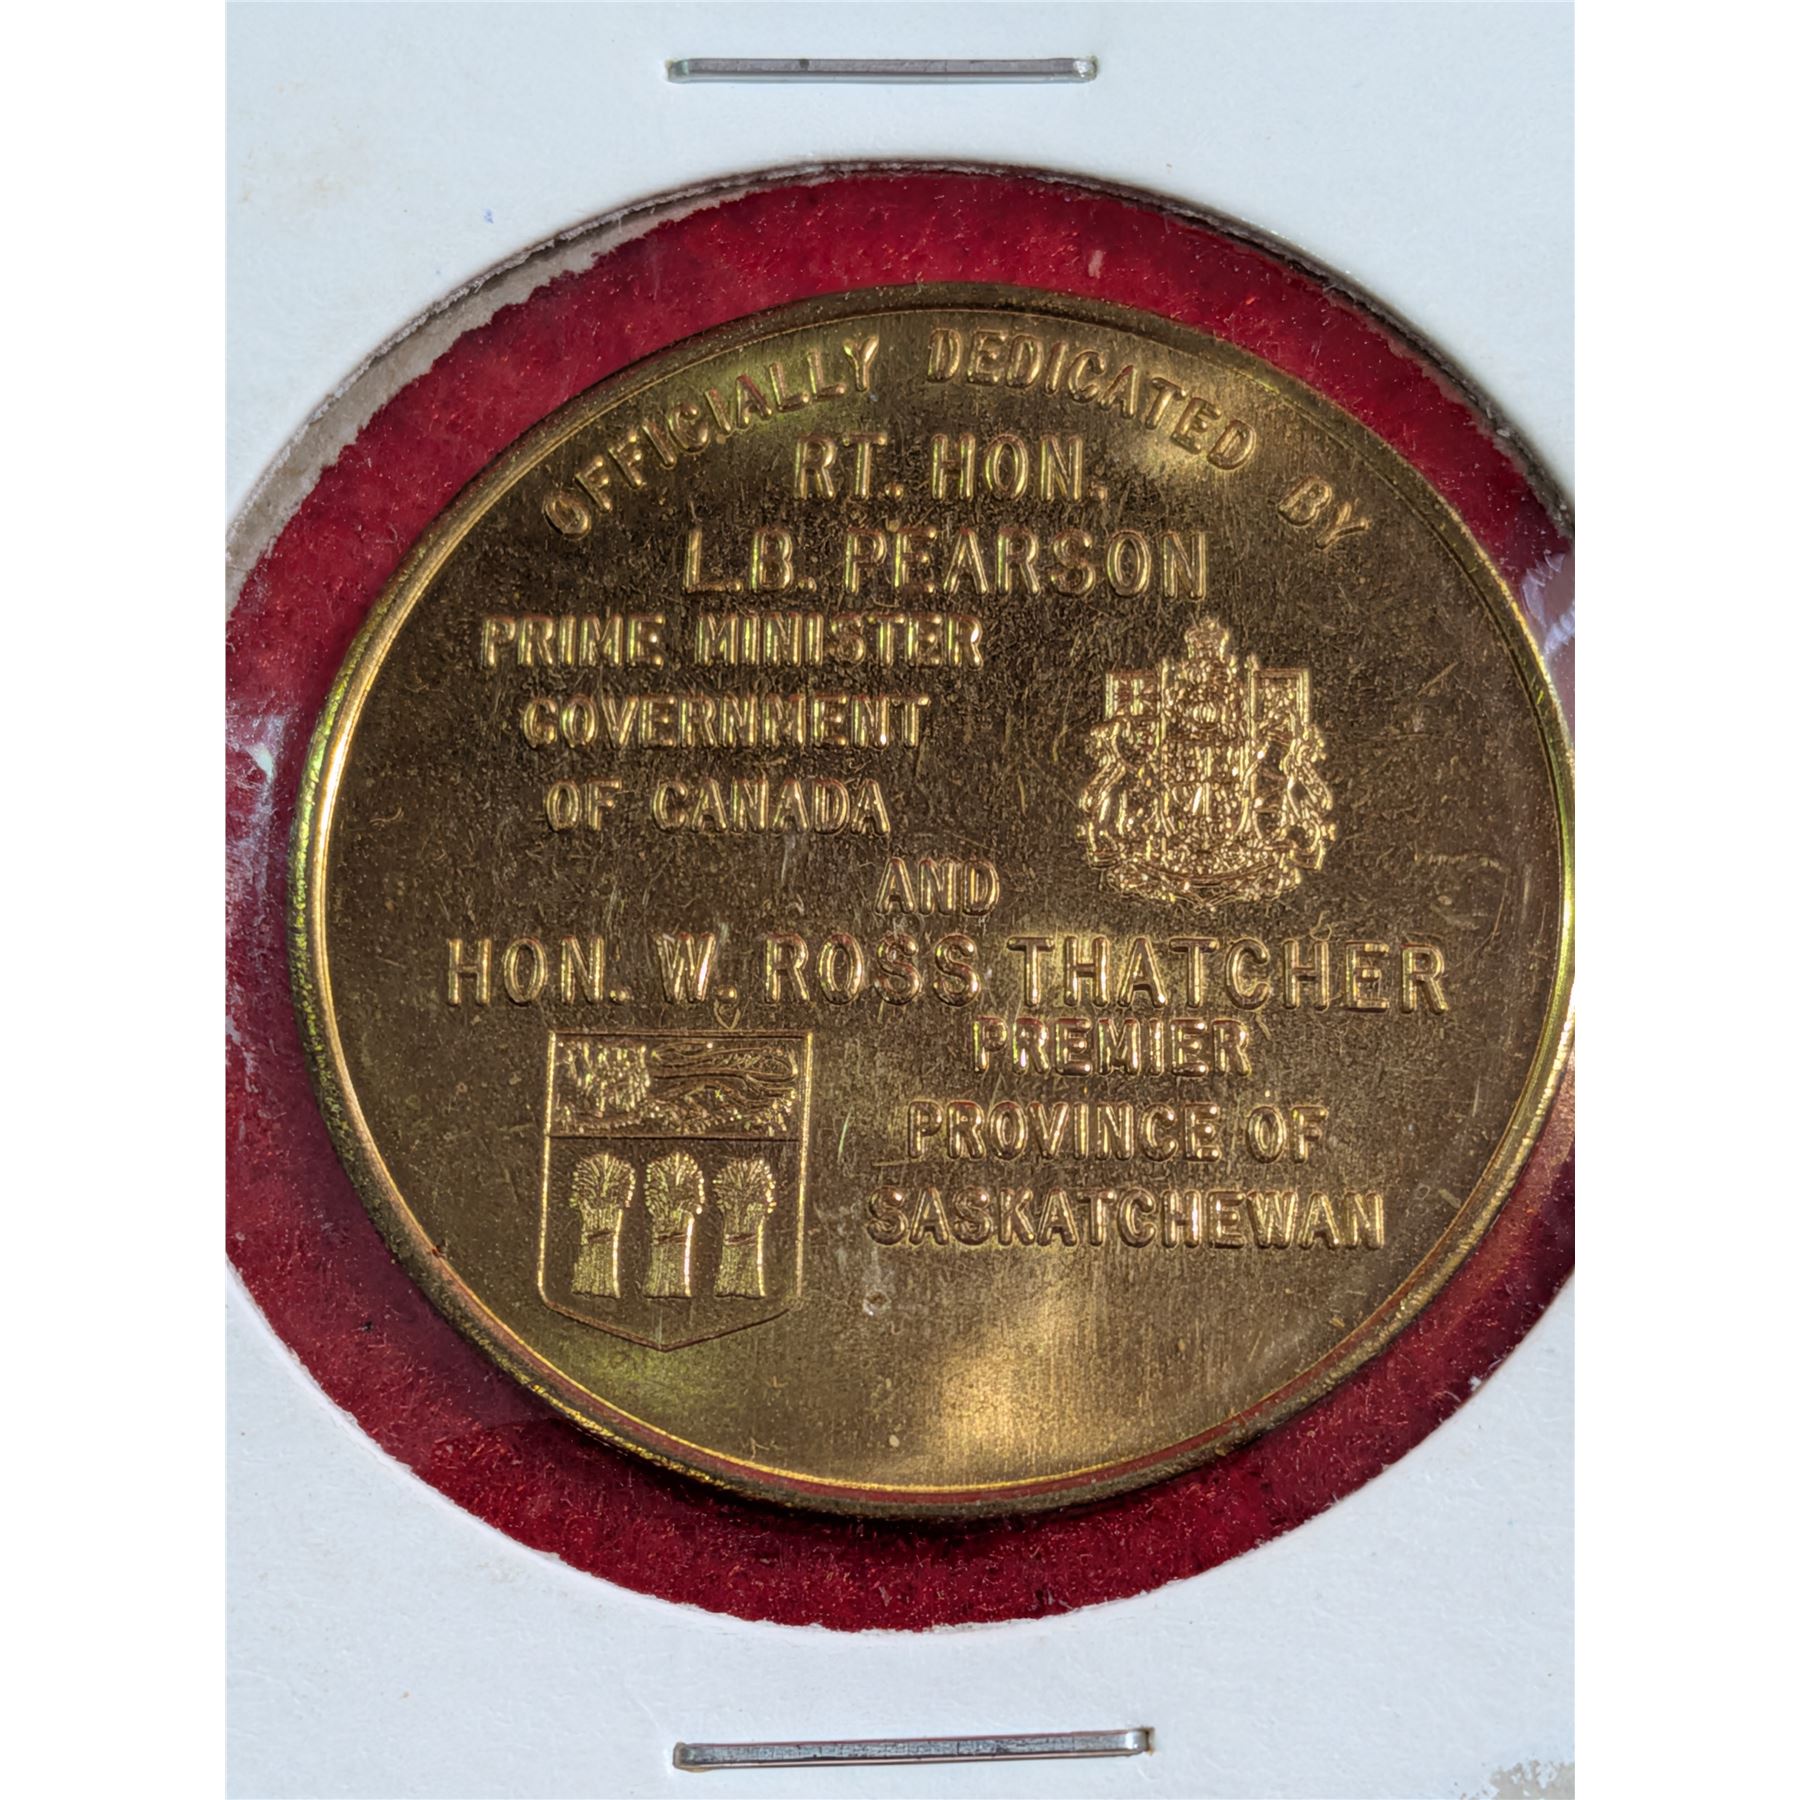 OFFICIALLY DEDICATED BY
RT. HON.
L.B. PEARSON
PRIME MINISTER
GOVERNMENT
OF CANADA
AND
HON. W. ROSS THATCHER
PREMIER
PROVINCE OF
SASKATCHEWAN